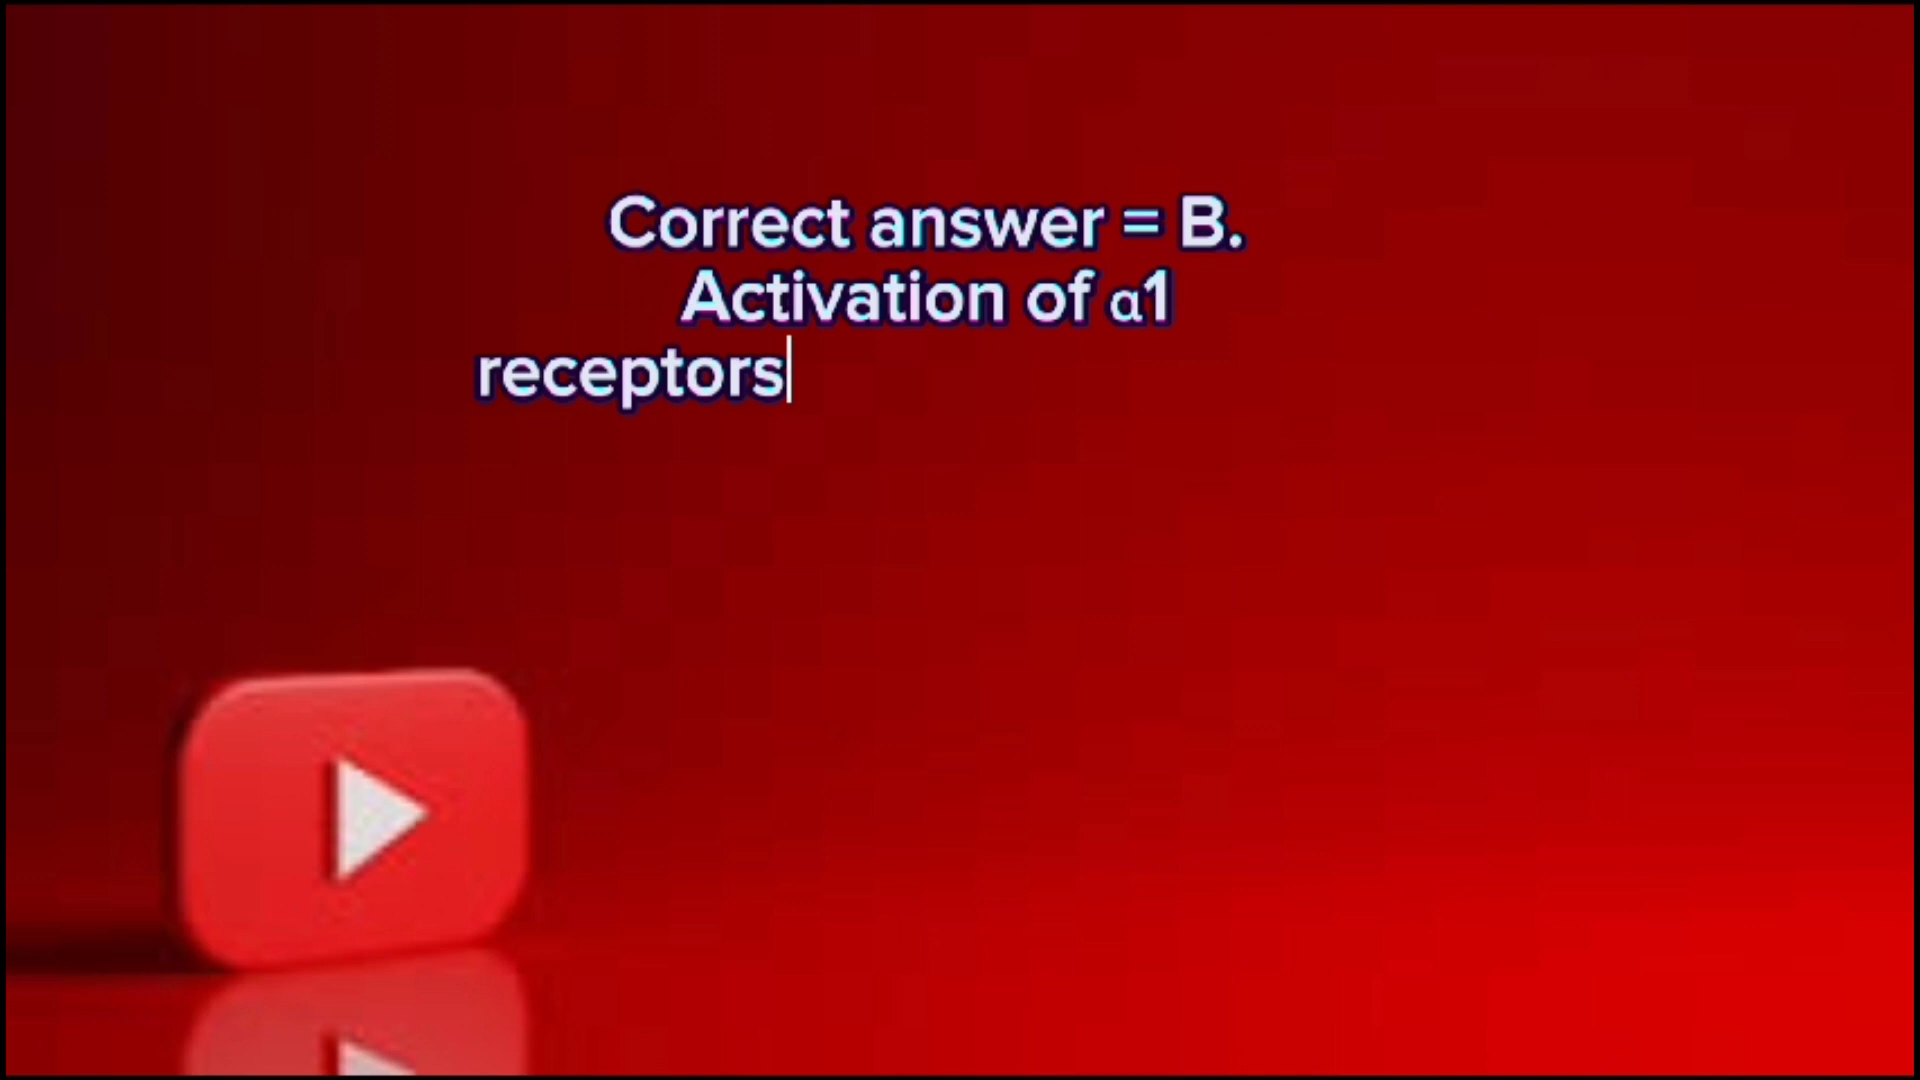 Correct answer = B.
Activation of α1
receptors